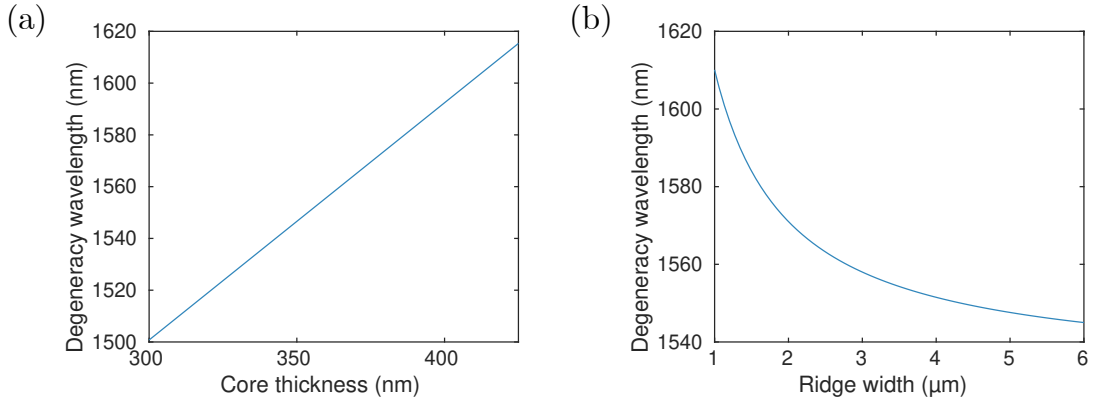 (a)
Degeneracy wavelength (nm)
1620
1600
1580
1560
1540
1520
1500
300 350 400
Core thickness (nm)
(b)
Degeneracy wavelength (nm)
1620
1600
1580
1560
1540
1 2 3 4 5 6
Ridge width (µm)